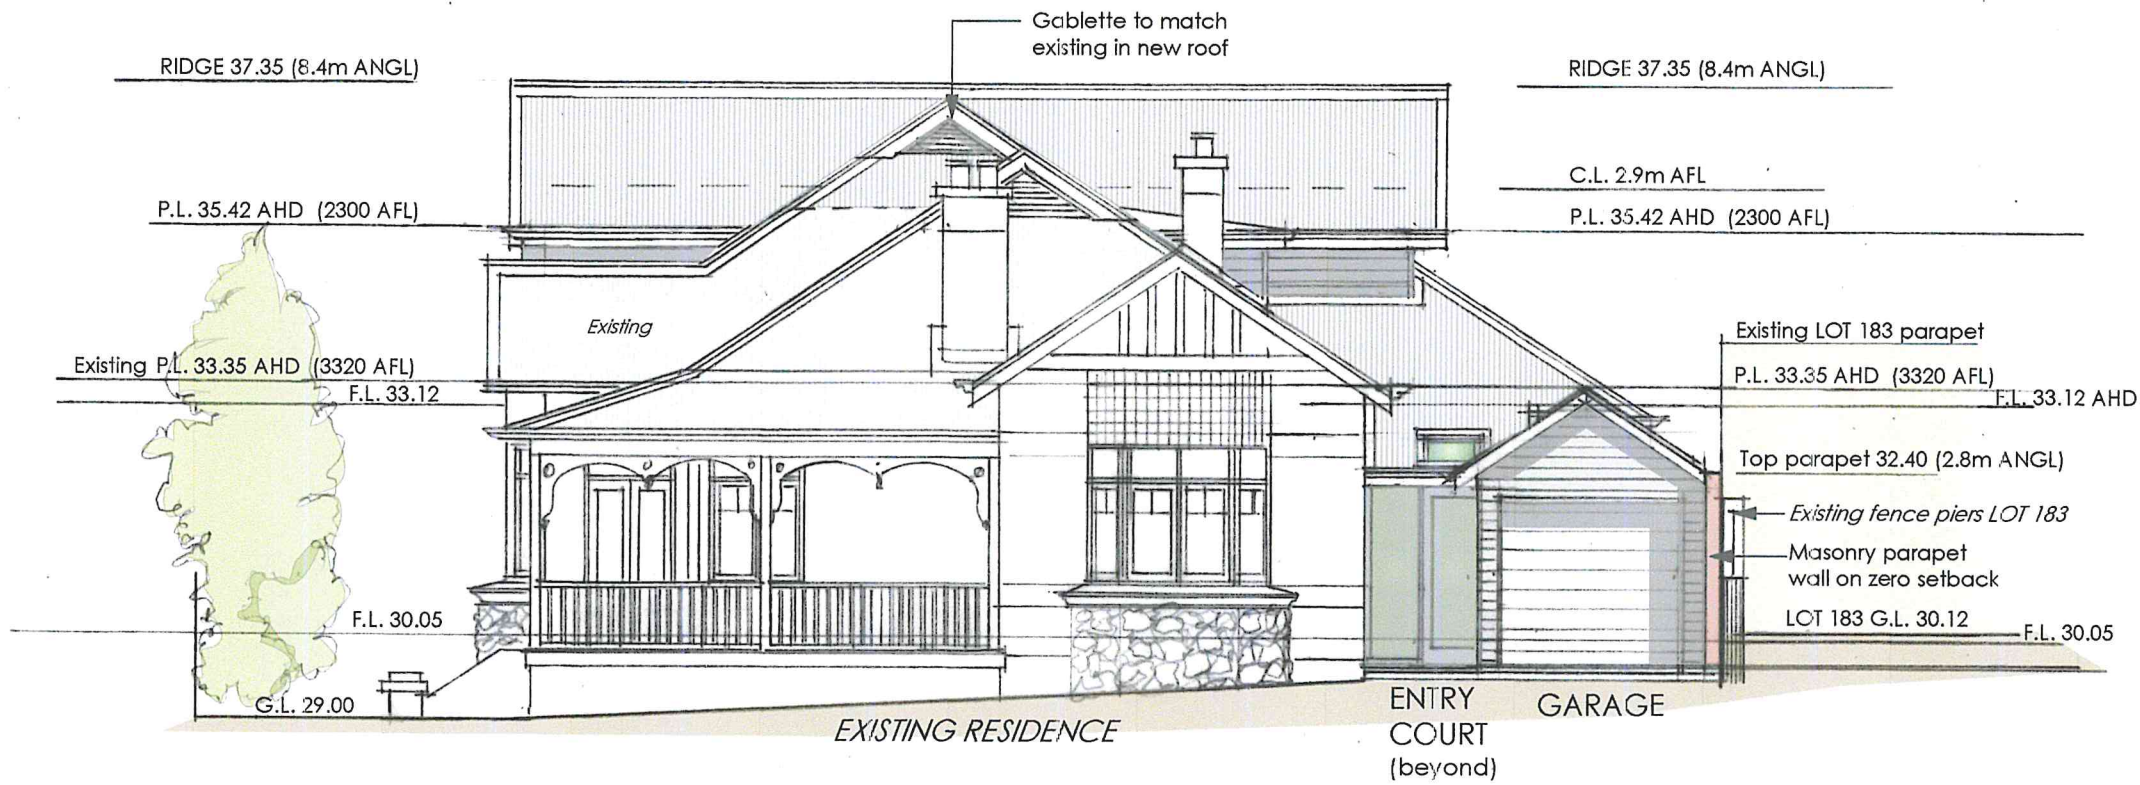 Gablette to match
existing in new roof
RIDGE 37.35 (8.4m ANGL)
RIDGE 37.35 (8.4m ANGL)
C.L. 2.9m AFL
P.L. 35.42 AHD (2300 AFL)
P.L. 35.42 AHD (2300 AFL)
Existing
Existing LOT 183 parapet
Existing P.L. 33.35 AHD (3320 AFL)
P.L. 33.35 AHD (3320 AFL)
F.L. 33.12
F.L. 33.12 AHD
Top parapet 32.40 (2.8m ANGL)
Existing fence piers LOT 183
Masonry parapet
wall on zero setback
F.L. 30.05
LOT 183 G.L. 30.12
F.L. 30.05
G.L. 29.00
EXISTING RESIDENCE
ENTRY
COURT
(beyond)
GARAGE